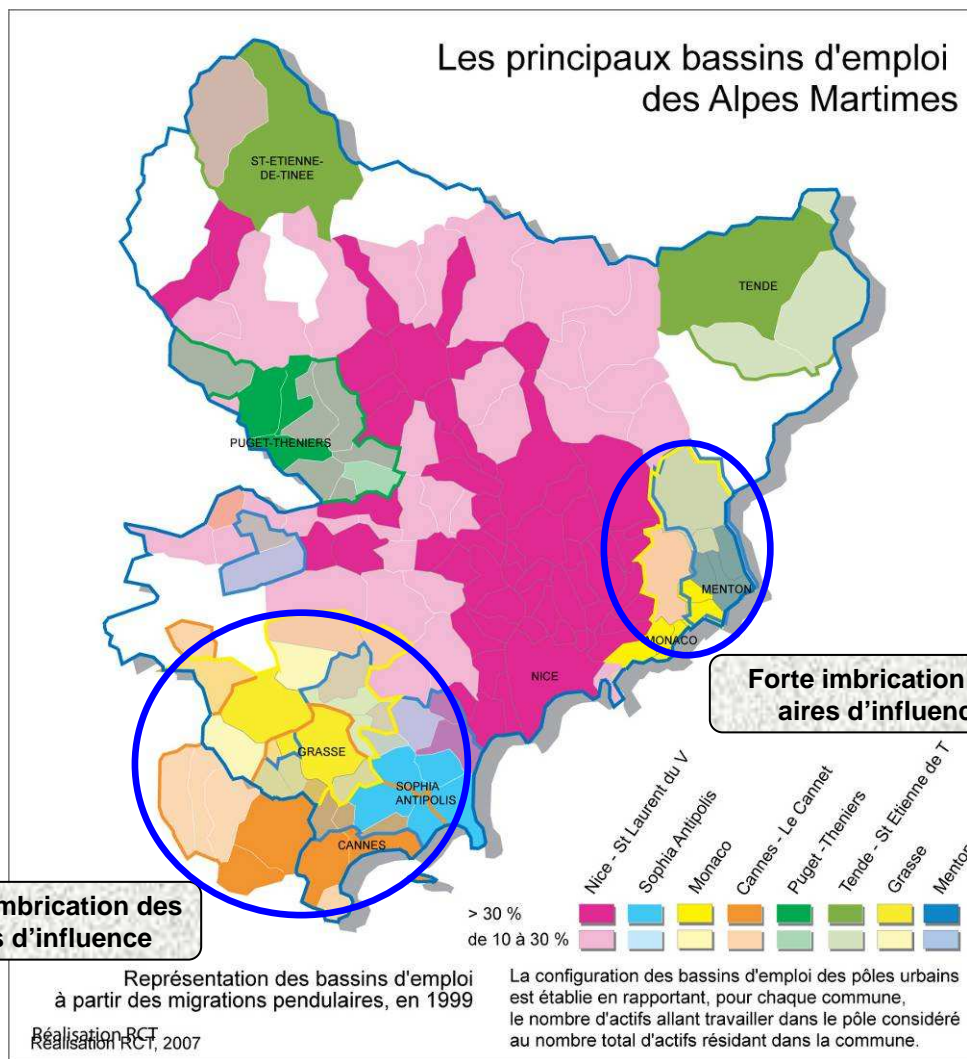 Les principaux bassins d'emploi
des Alpes Martimes
ST-ETIENNE-
DE-TINEE
TENDE
PUGET-THENIERS
MENTON
MONACO
NICE
Forte imbrication
aires d'influenc
GRASSE
SOPHIA
ANTIPOLIS
CANNES
mbrication des
s d'influence
Nice - St Laurent du V
Sophia Antipolis
Monaco
Cannes - Le Cannet
Puget - Theniers
Tende - St Etiene de T
Grasse
Menton
> 30 %
de 10 à 30 %
Représentation des bassins d'emploi
à partir des migrations pendulaires, en 1999
Réalisation RCT
Réalisation RCT, 2007
La configuration des bassins d'emploi des pôles urbains
est établie en rapportant, pour chaque commune,
le nombre d'actifs allant travailler dans le pôle considéré
au nombre total d'actifs résidant dans la commune.